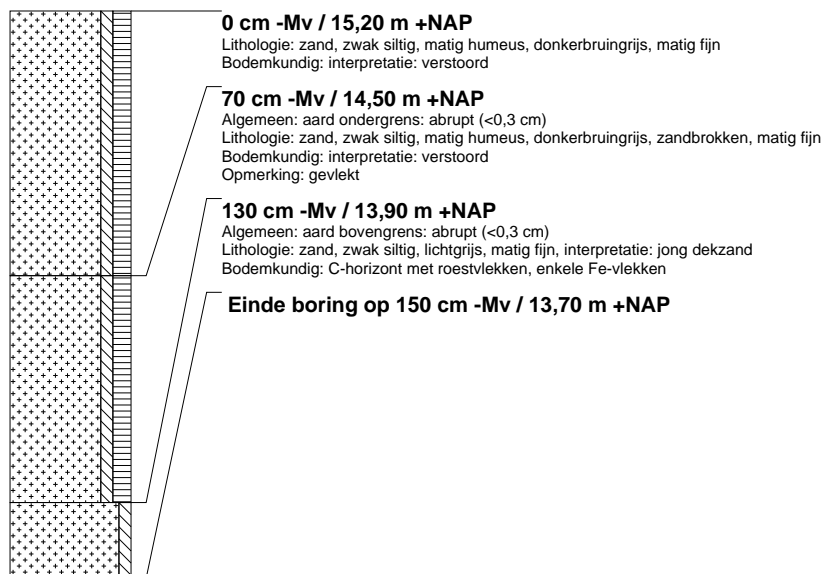 0 cm -Mv / 15,20 m +NAP
Lithologie: zand, zwak siltig, matig humeus, donkerbruingrijs, matig fijn
Bodemkundig: interpretatie: verstoord
70 cm -Mv / 14,50 m +NAP
Algemeen: aard ondergrens: abrupt (<0,3 cm)
Lithologie: zand, zwak siltig, matig humeus, donkerbruingrijs, zandbrokken, matig fijn
Bodemkundig: interpretatie: verstoord
Opmerking: gevlekt
130 cm -Mv / 13,90 m +NAP
Algemeen: aard bovengrens: abrupt (<0,3 cm)
Lithologie: zand, zwak siltig, lichtgrijs, matig fijn, interpretatie: jong dekzand
Bodemkundig: C-horizont met roestvlekken, enkele Fe-vlekken
Einde boring op 150 cm -Mv / 13,70 m +NAP